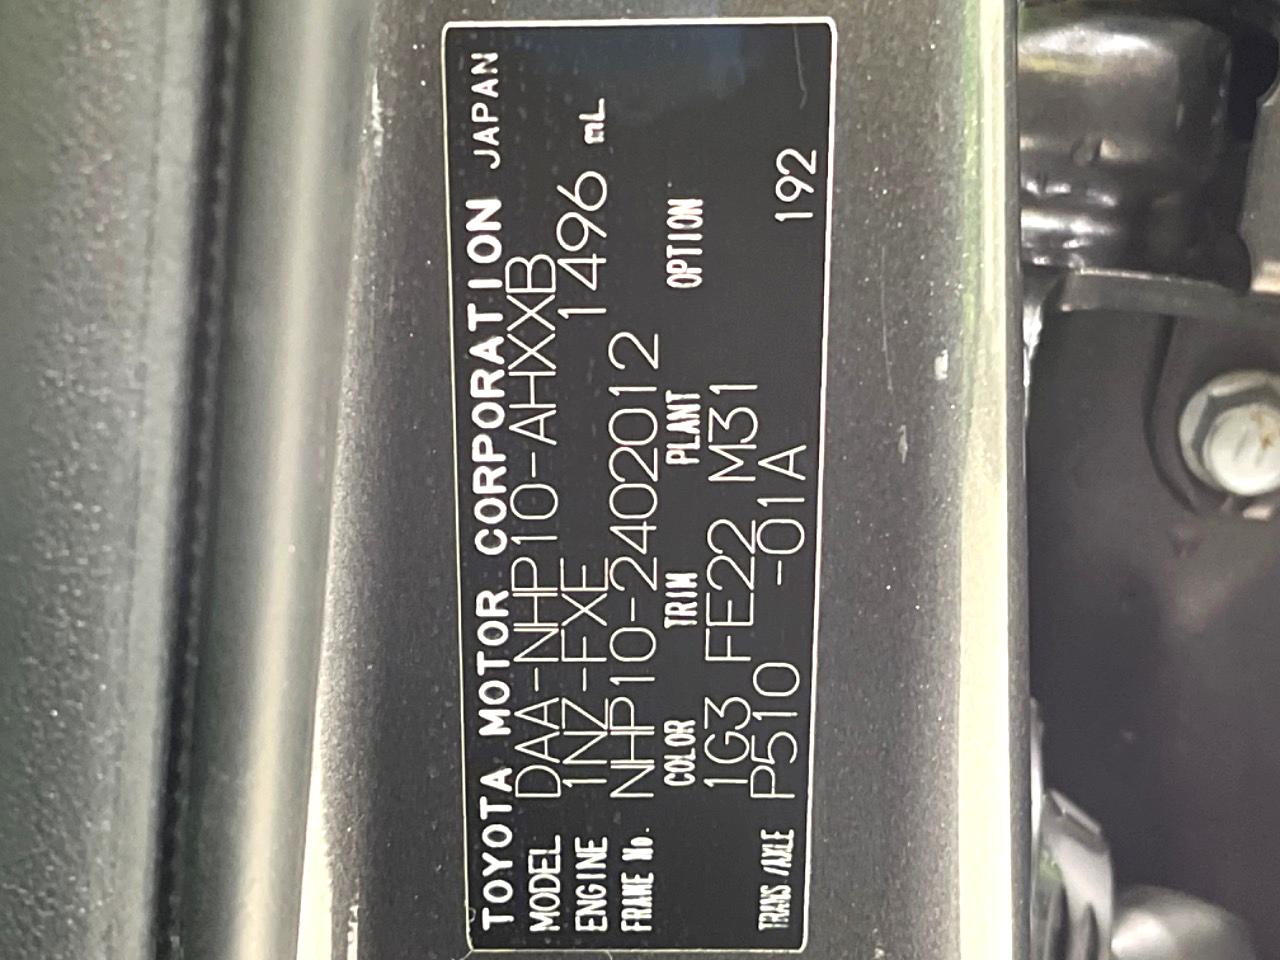 TOYOTA MOTOR CORPORATION JAPAN
MODEL DAA-NHP10-AHXXB
ENGINE 1NZ-FXE 1496 mL
FRAME No. NHP10-2402012
COLOR TRIM PLANT OPTION
1G3 FE22 M31
TRANS/AXLE P510 -01A 192